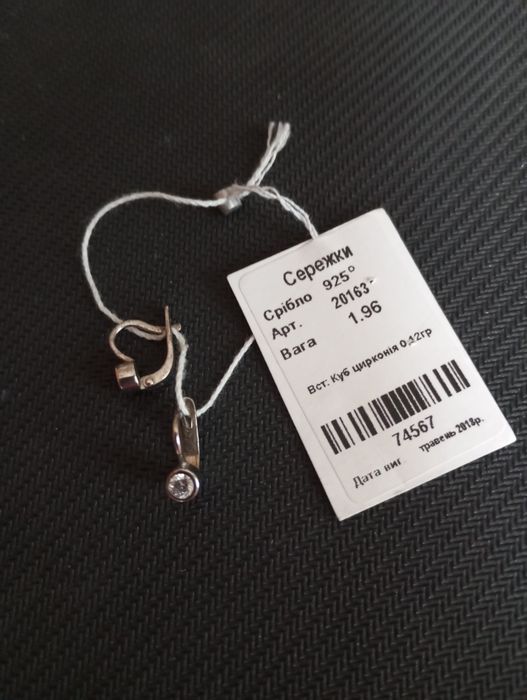 Сережки
Срібло 925°
Арт. 20163
Вага 1.96
Вст. Куб цирконія 0,12гр
74567
Дата виг травень 2018р.